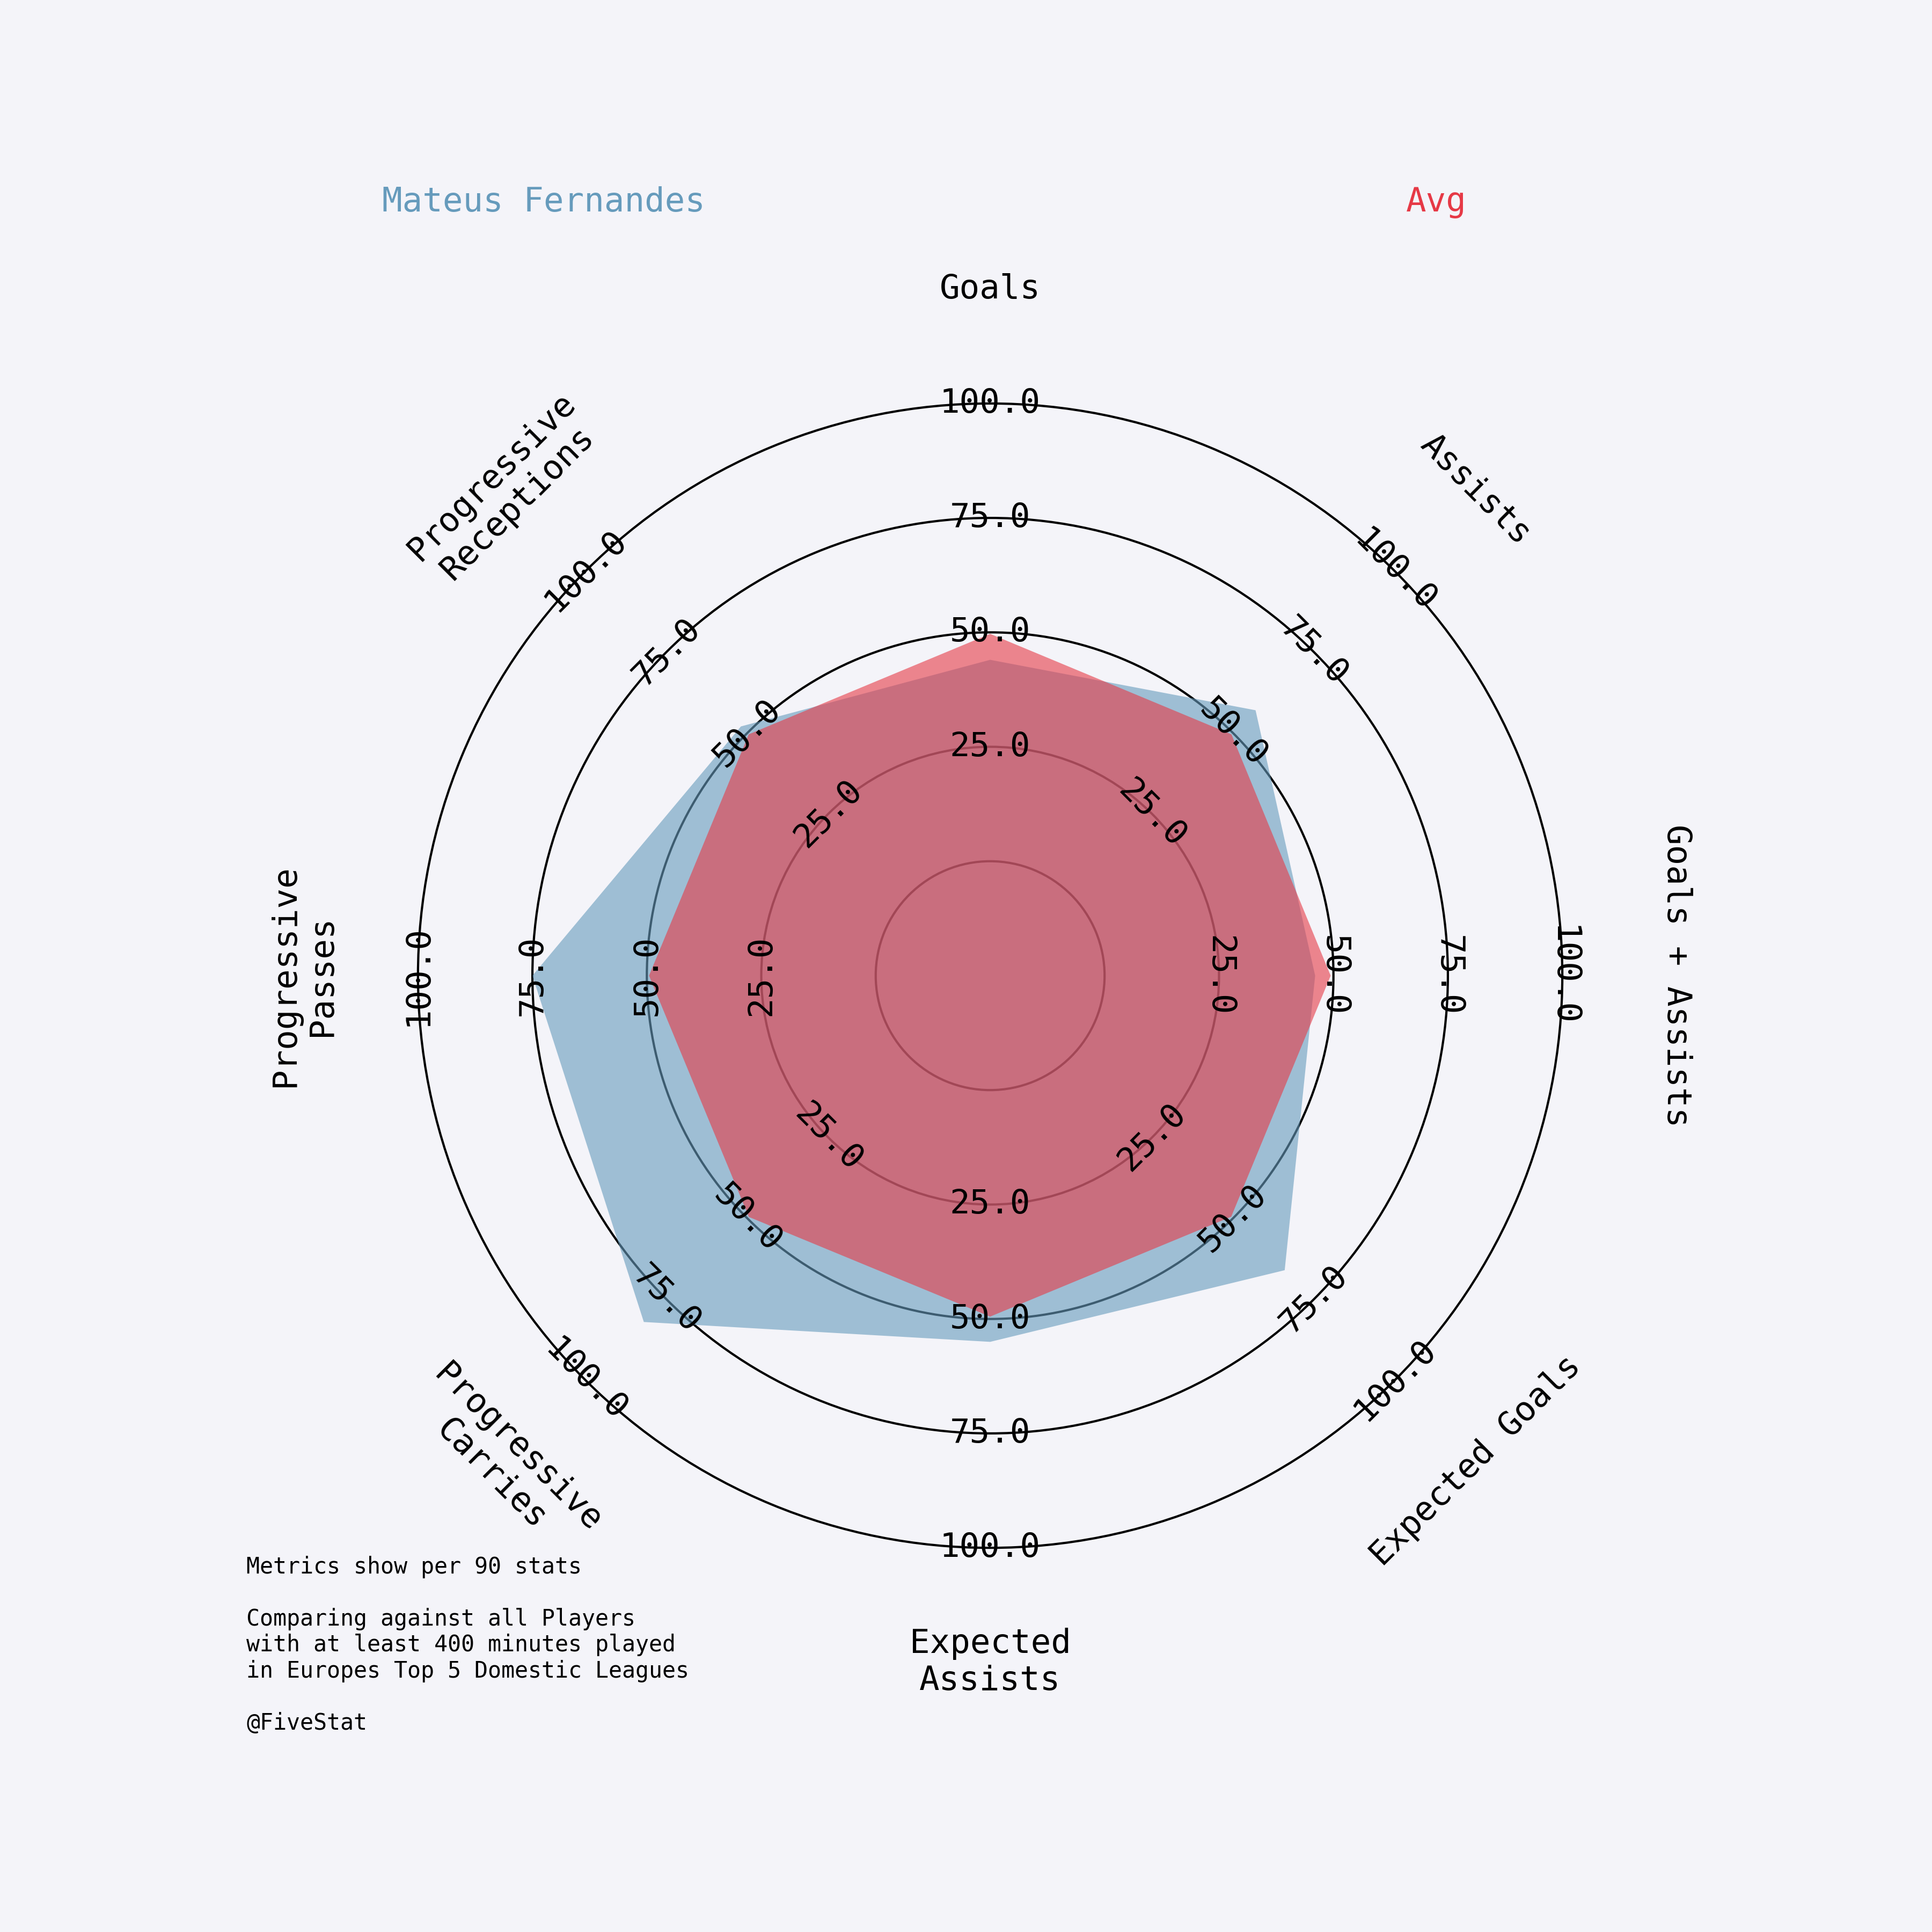 Mateus Fernandes
Avg
Goals
Assists
Goals + Assists
Expected Goals
Expected
Assists
Progressive
Carries
Progressive
Passes
Progressive
Receptions
25.0
50.0
75.0
100.0
25.0
50.0
75.0
100.0
25.0
50.0
75.0
100.0
25.0
50.0
75.0
100.0
25.0
50.0
75.0
100.0
25.0
50.0
75.0
100.0
25.0
50.0
75.0
100.0
25.0
50.0
75.0
100.0
Metrics show per 90 stats
Comparing against all Players
with at least 400 minutes played
in Europes Top 5 Domestic Leagues
@FiveStat